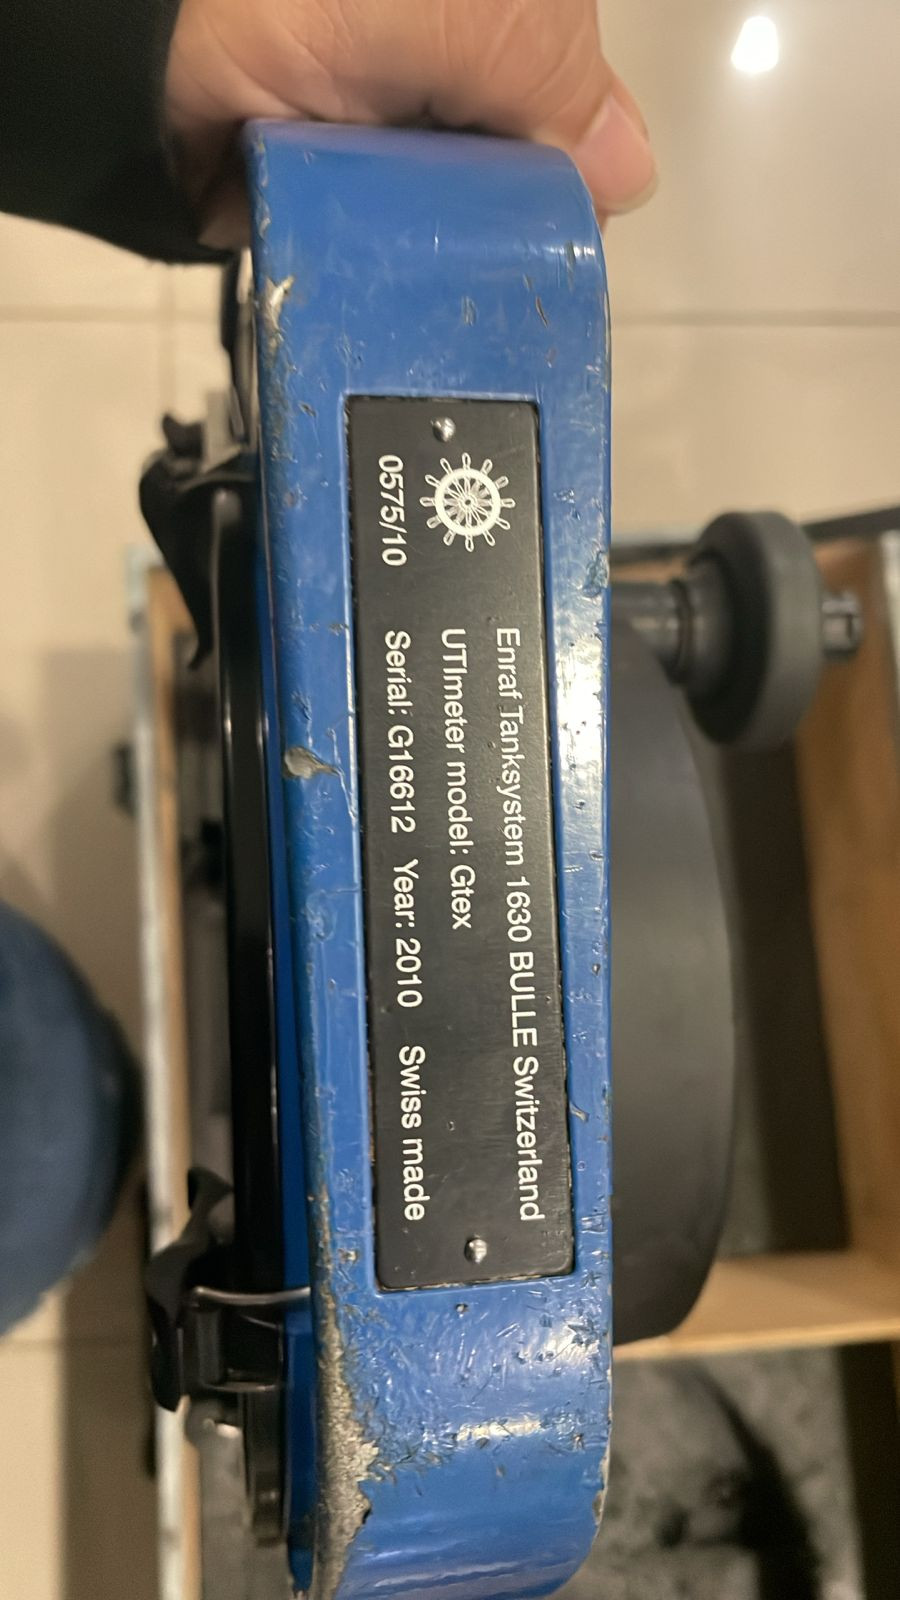 Enraf Tanksystem 1630 BULLE Switzerland
UTImeter model: Gtex
0575/10 Serial: G16612 Year: 2010 Swiss made